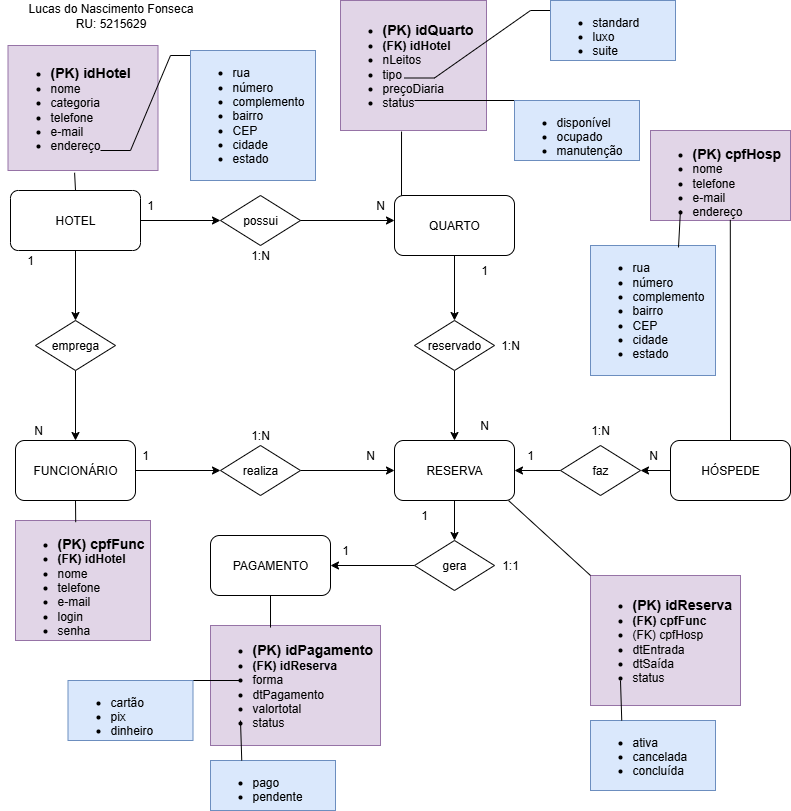 Lucas do Nascimento Fonseca
RU: 5215629
(PK) idHotel
nome
categoria
telefone
e-mail
endereço
rua
número
complemento
bairro
CEP
cidade
estado
(PK) idQuarto
(FK) idHotel
nLeitos
tipo
preçoDiaria
status
standard
luxo
suite
disponível
ocupado
manutenção
(PK) cpfHosp
nome
telefone
e-mail
endereço
rua
número
complemento
bairro
CEP
cidade
estado
HOTEL
1
possui
1:N
N
QUARTO
1
emprega
N
1
reservado
1:N
N
FUNCIONÁRIO
1
realiza
1:N
N
RESERVA
1
faz
1:N
N
HÓSPEDE
(PK) cpfFunc
(FK) idHotel
nome
telefone
e-mail
login
senha
PAGAMENTO
1
gera
1:1
1
(PK) idPagamento
(FK) idReserva
forma
dtPagamento
valortotal
status
cartão
pix
dinheiro
pago
pendente
(PK) idReserva
(FK) cpfFunc
(FK) cpfHosp
dtEntrada
dtSaída
status
ativa
cancelada
concluída